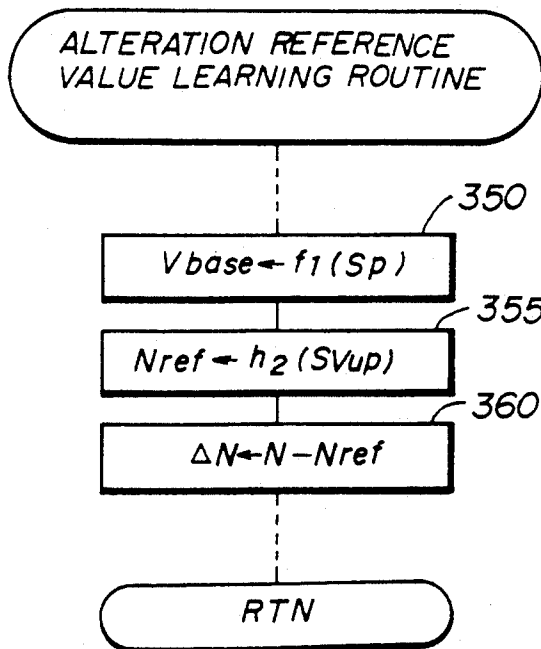 ALTERATION REFERENCE
VALUE LEARNING ROUTINE
350
Vbase ← f1 (Sp)
355
Nref ← h2 (SVup)
360
ΔN ← N − Nref
RTN